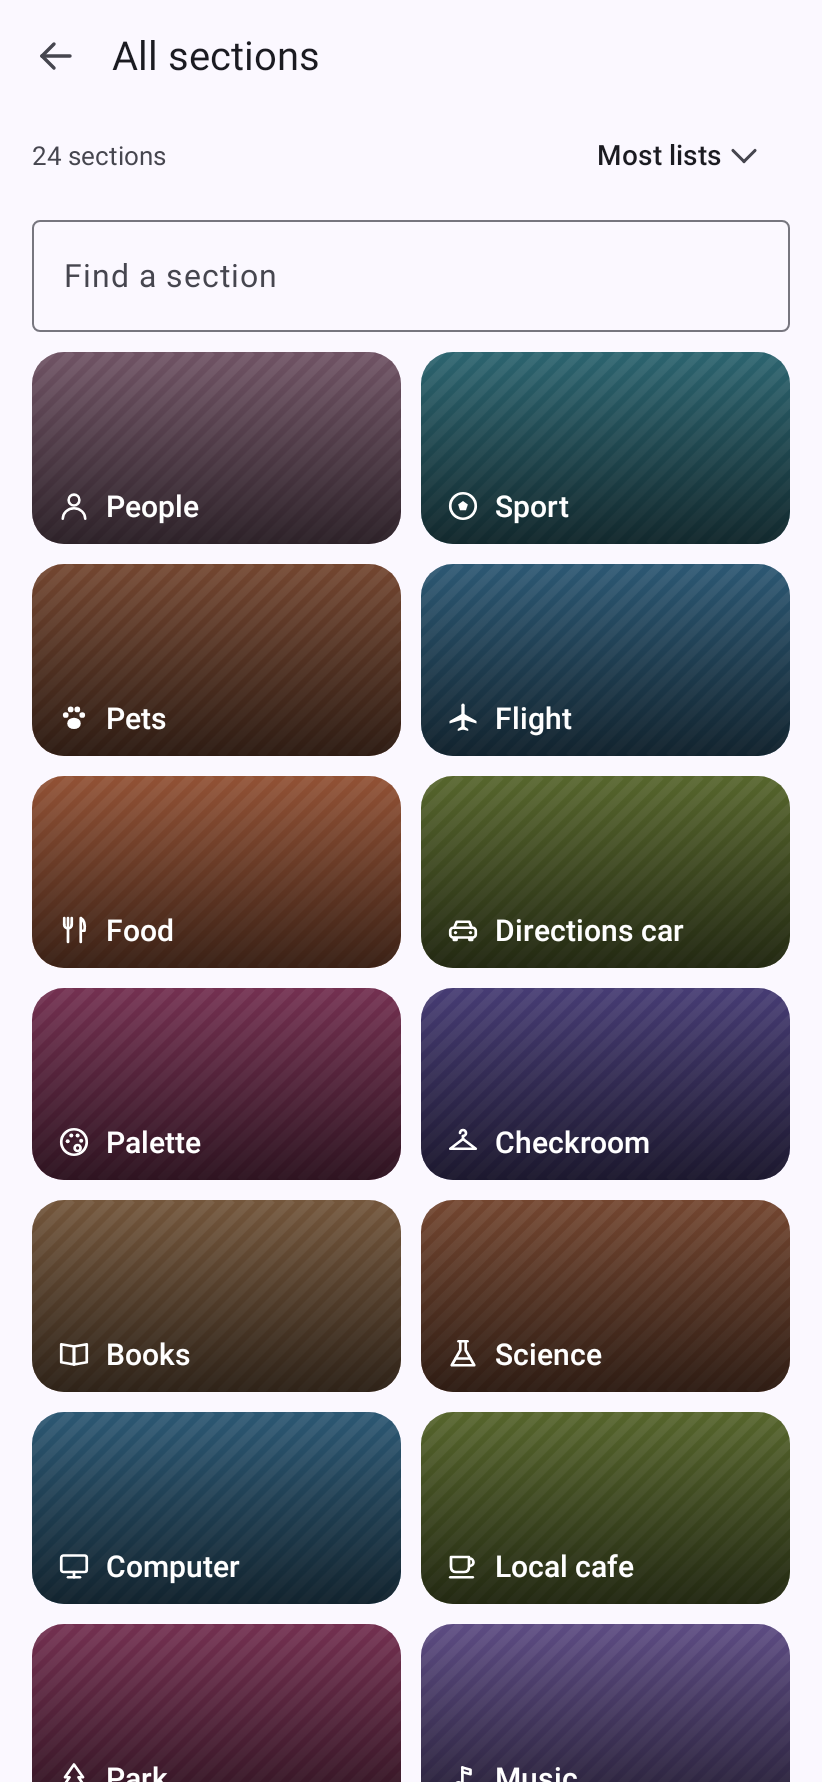 All sections
24 sections
Most lists
Find a section
People
Sport
Pets
Flight
Food
Directions car
Palette
Checkroom
Books
Science
Computer
Local cafe
Park
Music